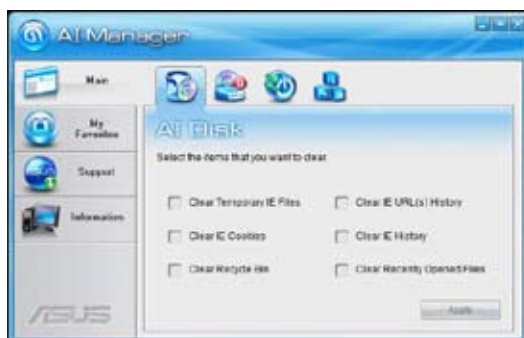 AI Manager
Main
My
Favorites
Support
Information
AI Disk
Select the items that you want to clear
Clear Temporary IE Files
Clear IE URL(s) History
Clear IE Cookies
Clear IE History
Clear Recycle Bin
Clear Recently Opened Files
Apply
ASUS